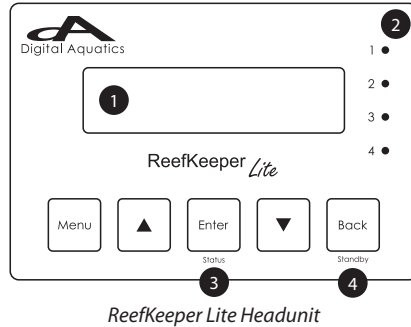 dA
Digital Aquatics
2
1
2
3
4
1
ReefKeeper Lite
Menu ▲ Enter ▼ Back
Status Standby
3 4
ReefKeeper Lite Headunit